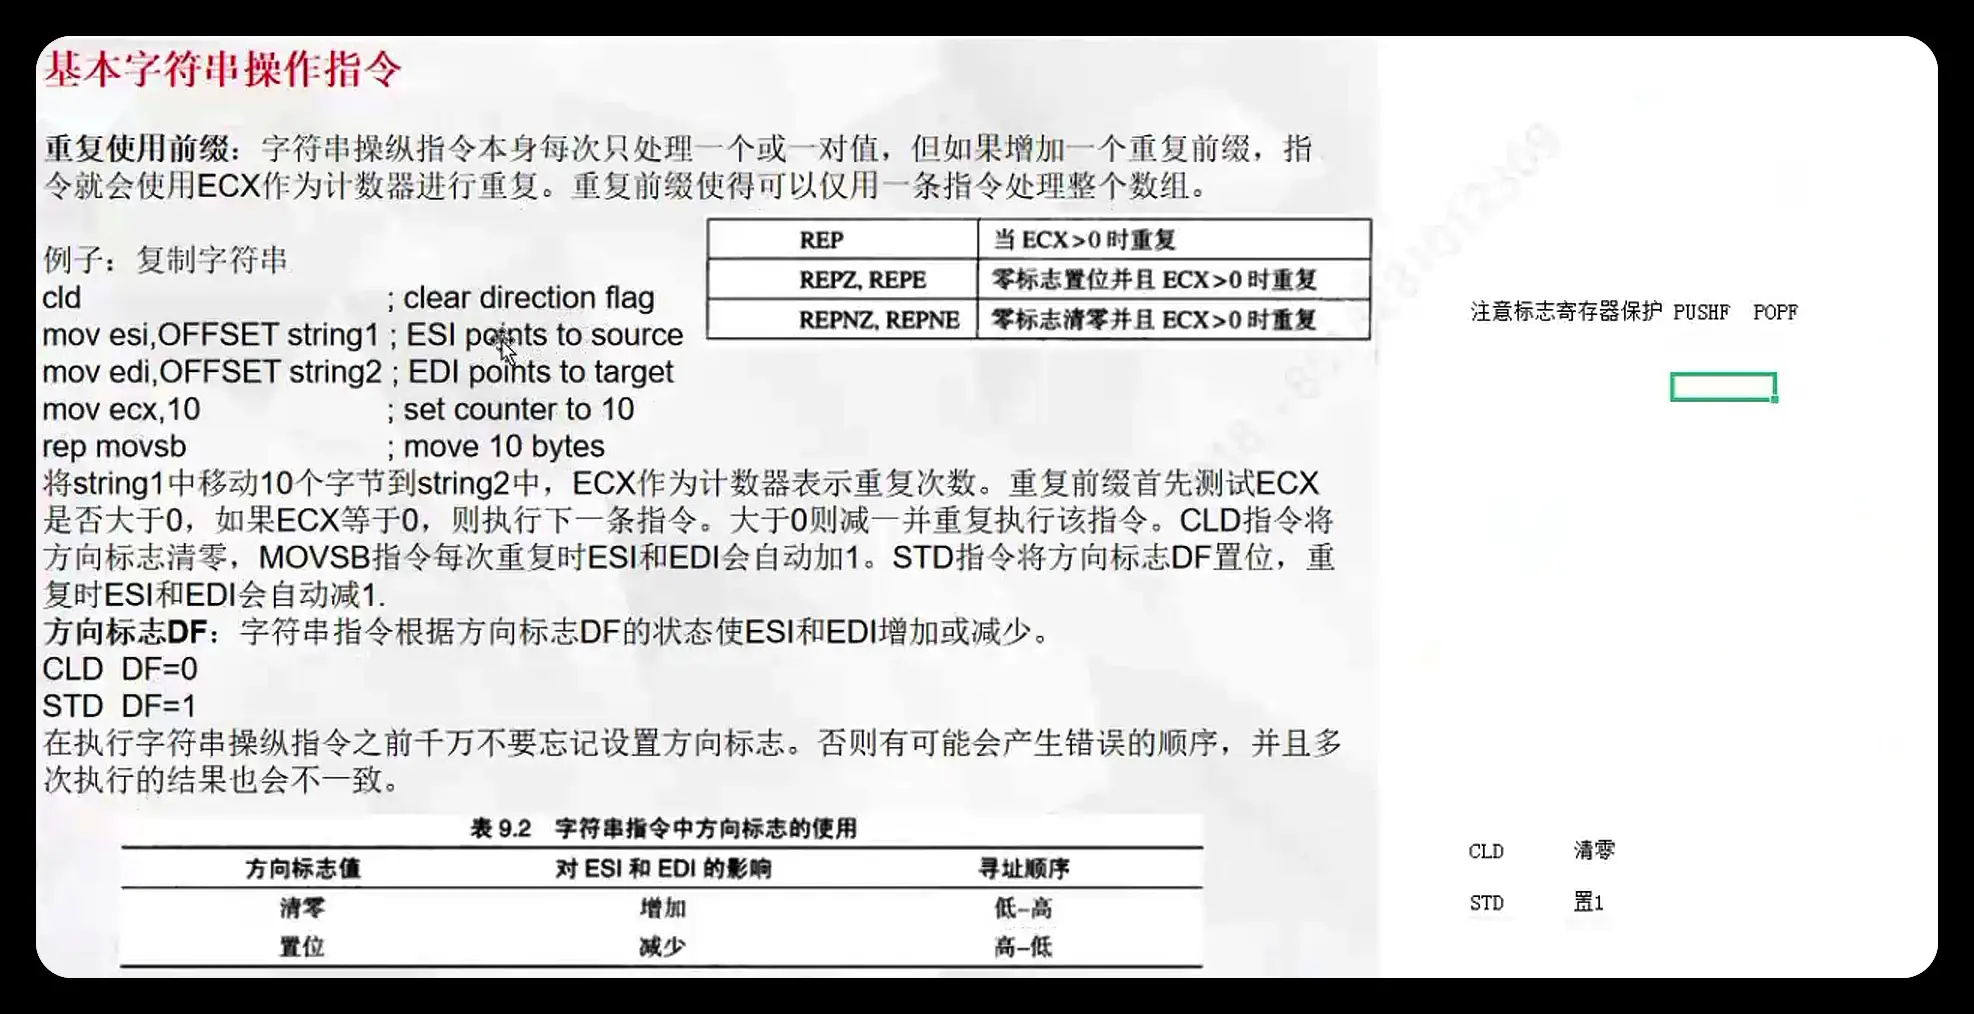 基本字符串操作指令
重复使用前缀：字符串操纵指令本身每次只处理一个或一对值，但如果增加一个重复前缀，指
令就会使用ECX作为计数器进行重复。重复前缀使得可以仅用一条指令处理整个数组。
REP 当 ECX>0 时重复
REPZ, REPE 零标志置位并且 ECX>0 时重复
REPNZ, REPNE 零标志清零并且 ECX>0 时重复
例子：复制字符串
cld ; clear direction flag
mov esi,OFFSET string1 ; ESI points to source
mov edi,OFFSET string2 ; EDI points to target
mov ecx,10 ; set counter to 10
rep movsb ; move 10 bytes
将string1中移动10个字节到string2中，ECX作为计数器表示重复次数。重复前缀首先测试ECX
是否大于0，如果ECX等于0，则执行下一条指令。大于0则减一并重复执行该指令。CLD指令将
方向标志清零，MOVSB指令每次重复时ESI和EDI会自动加1。STD指令将方向标志DF置位，重
复时ESI和EDI会自动减1.
方向标志DF：字符串指令根据方向标志DF的状态使ESI和EDI增加或减少。
CLD DF=0
STD DF=1
在执行字符串操纵指令之前千万不要忘记设置方向标志。否则有可能会产生错误的顺序，并且多
次执行的结果也会不一致。
表 9.2 字符串指令中方向标志的使用
方向标志值 对 ESI 和 EDI 的影响 寻址顺序
清零 增加 低–高
置位 减少 高–低
注意标志寄存器保护 PUSHF POPF
CLD 清零
STD 置1